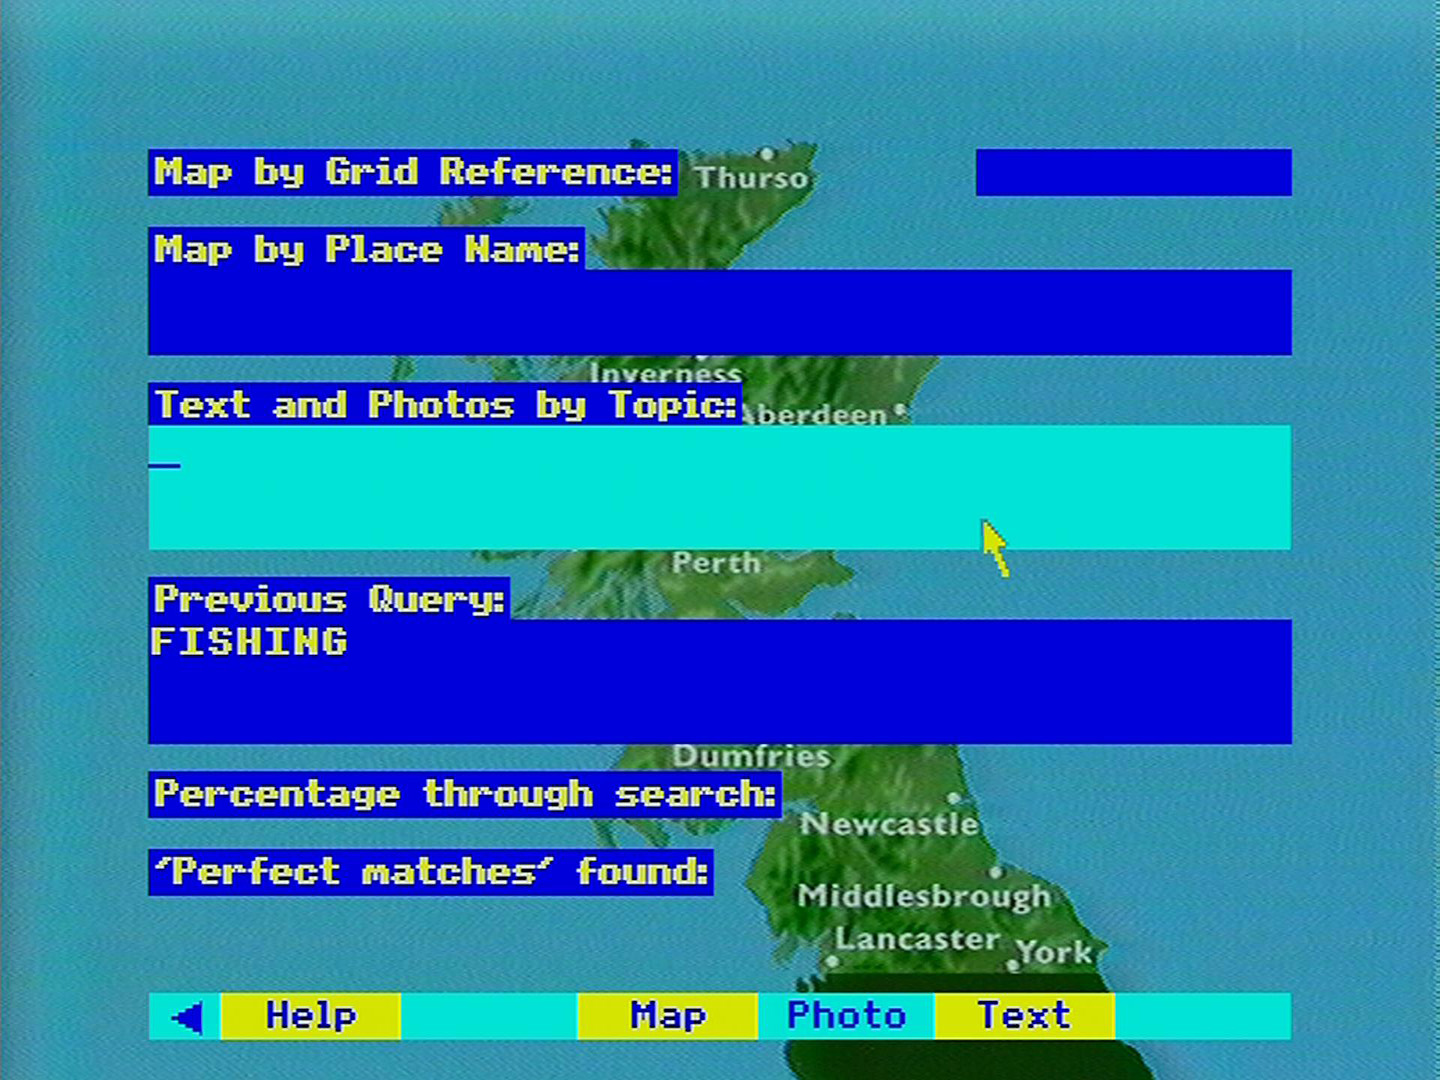 Map by Grid Reference:
Thurso
Map by Place Name:
Inverness
Text and Photos by Topic:
Aberdeen
Perth
Previous Query:
FISHING
Dumfries
Percentage through search:
Newcastle
'Perfect matches' found:
Middlesbrough
Lancaster
York
Help Map Photo Text